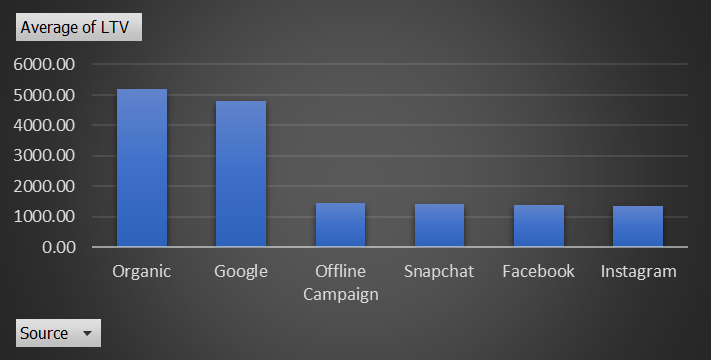 Average of LTV
6000.00
5000.00
4000.00
3000.00
2000.00
1000.00
0.00
Organic
Google
Offline
Campaign
Snapchat
Facebook
Instagram
Source